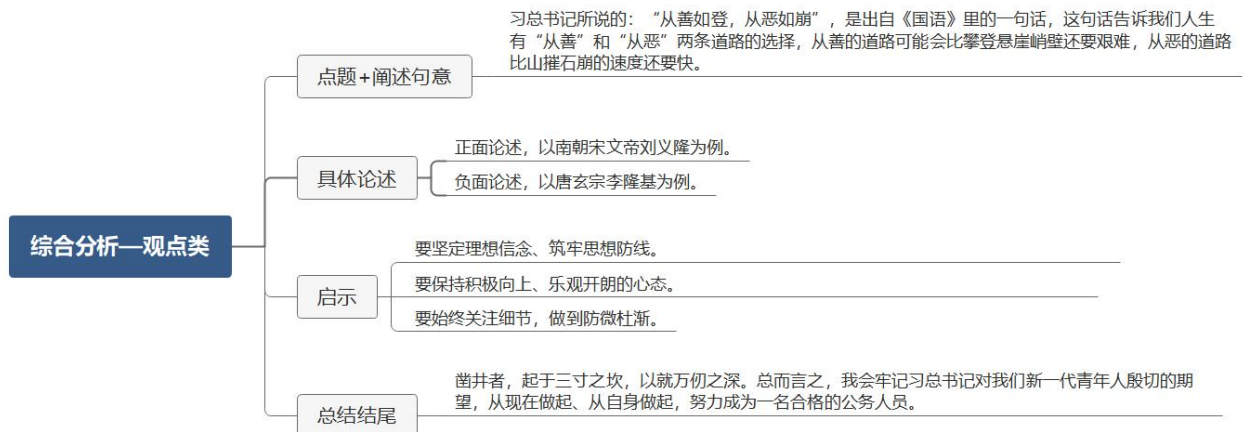 习总书记所说的：“从善如登，从恶如崩”，是出自《国语》里的一句话，这句话告诉我们人生
有“从善”和“从恶”两条道路的选择，从善的道路可能会比攀登悬崖峭壁还要艰难，从恶的道路
比山摧石崩的速度还要快。
点题+阐述句意
正面论述，以南朝宋文帝刘义隆为例。
具体论述
负面论述，以唐玄宗李隆基为例。
综合分析—观点类
要坚定理想信念、筑牢思想防线。
要保持积极向上、乐观开朗的心态。
启示
要始终关注细节，做到防微杜渐。
凿井者，起于三寸之坎，以就万仞之深。总而言之，我会牢记习总书记对我们新一代青年人殷切的期
望，从现在做起、从自身做起，努力成为一名合格的公务人员。
总结结尾